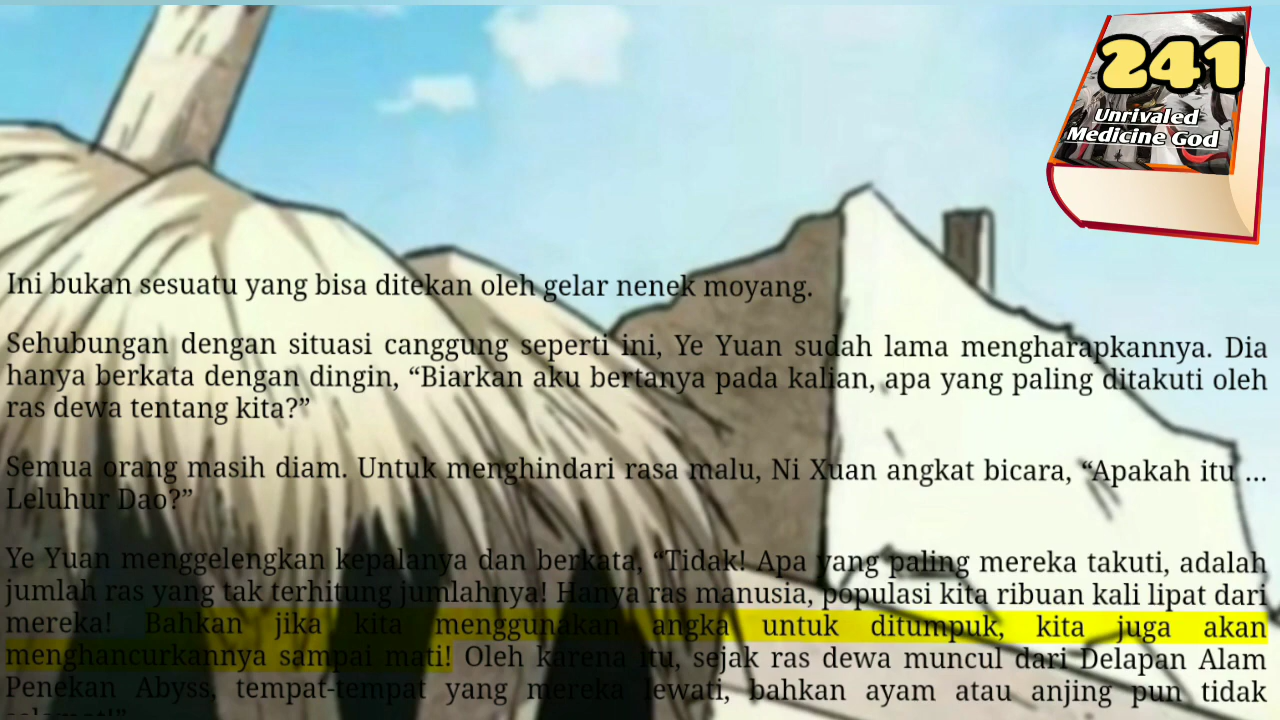 241
Unrivaled
Medicine God
Ini bukan sesuatu yang bisa ditekan oleh gelar nenek moyang.
Sehubungan dengan situasi canggung seperti ini, Ye Yuan sudah lama mengharapkannya. Dia
hanya berkata dengan dingin, “Biarkan aku bertanya pada kalian, apa yang paling ditakuti oleh
ras dewa tentang kita?”
Semua orang masih diam. Untuk menghindari rasa malu, Ni Xuan angkat bicara, “Apakah itu ...
Leluhur Dao?”
Ye Yuan menggelengkan kepalanya dan berkata, “Tidak! Apa yang paling mereka takuti, adalah
jumlah ras yang tak terhitung jumlahnya! Hanya ras manusia, populasi kita ribuan kali lipat dari
mereka! Bahkan jika kita menggunakan angka untuk ditumpuk, kita juga akan
menghancurkannya sampai mati! Oleh karena itu, sejak ras dewa muncul dari Delapan Alam
Penekan Abyss, tempat-tempat yang mereka lewati, bahkan ayam atau anjing pun tidak